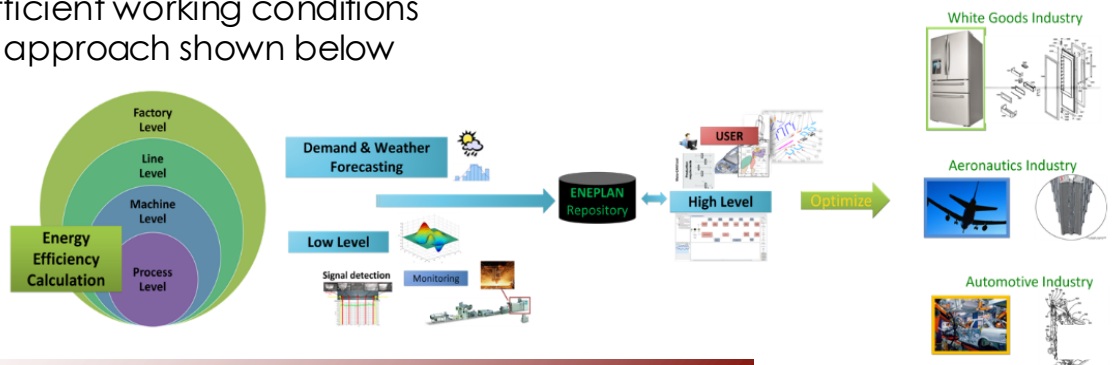 fficient working conditions
approach shown below
Factory
Level
Line
Level
Machine
Level
Process
Level
Energy
Efficiency
Calculation
Demand & Weather
Forecasting
Low Level
Signal detection
Monitoring
ENEPLAN
Repository
USER
High Level
Optimize
White Goods Industry
Aeronautics Industry
Automotive Industry